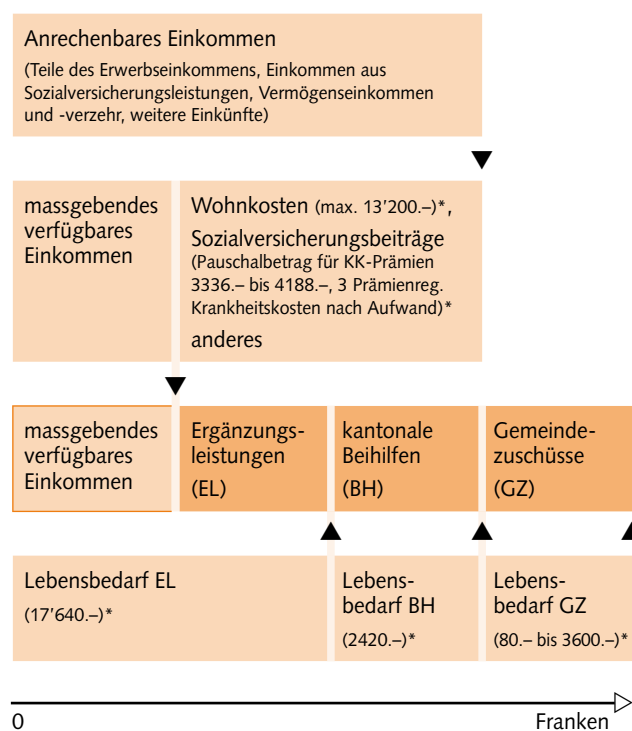 Anrechenbares Einkommen
(Teile des Erwerbseinkommens, Einkommen aus
Sozialversicherungsleistungen, Vermögenseinkommen
und -verzehr, weitere Einkünfte)
massgebendes
verfügbares
Einkommen
Wohnkosten (max. 13'200.–)*,
Sozialversicherungsbeiträge
(Pauschalbetrag für KK-Prämien
3336.– bis 4188.–, 3 Prämienreg.
Krankheitskosten nach Aufwand)*
anderes
massgebendes
verfügbares
Einkommen
Ergänzungs-
leistungen
(EL)
kantonale
Beihilfen
(BH)
Gemeinde-
zuschüsse
(GZ)
Lebensbedarf EL
(17'640.–)*
Lebens-
bedarf BH
(2420.–)*
Lebens-
bedarf GZ
(80.– bis 3600.–)*
0
Franken